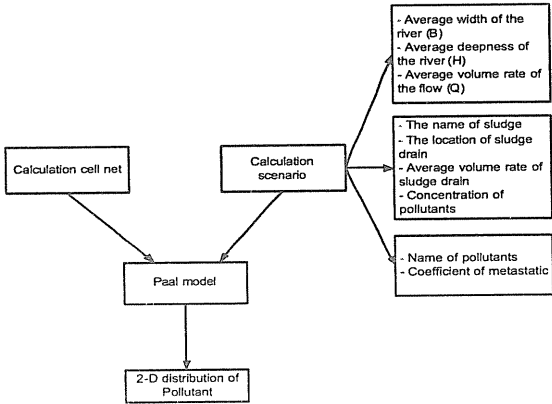 - Average width of the
river (B)
- Average deepness of
the river (H)
- Average volume rate of
the flow (Q)
- The name of sludge
- The location of sludge
drain
- Average volume rate of
sludge drain
- Concentration of
pollutants
Calculation cell net
Calculation
scenario
- Name of pollutants
- Coefficient of metastatic
Paal model
2-D distribution of
Pollutant